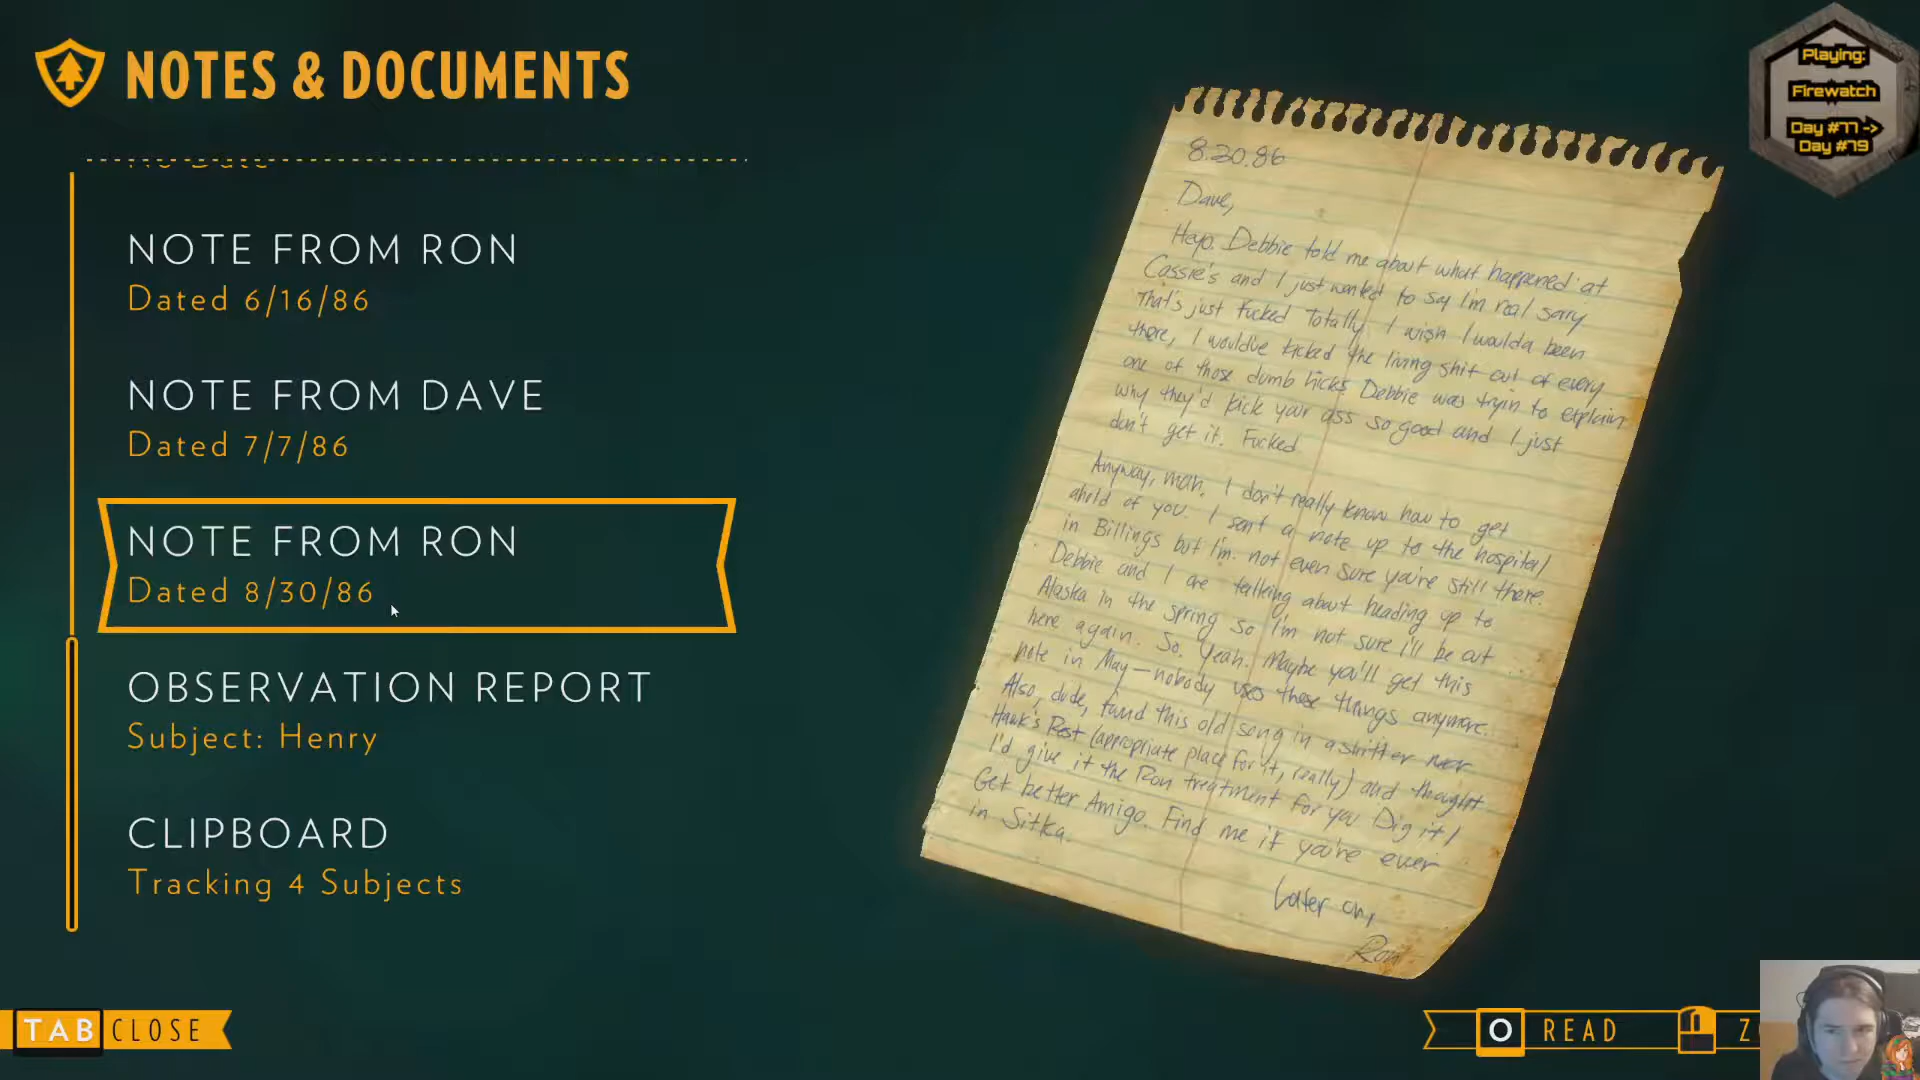 NOTES & DOCUMENTS
No Date
NOTE FROM RON
Dated 6/16/86
NOTE FROM DAVE
Dated 7/7/86
NOTE FROM RON
Dated 8/30/86
OBSERVATION REPORT
Subject: Henry
CLIPBOARD
Tracking 4 Subjects
TAB CLOSE
8.30.86
Dave,
Heyo. Debbie told me about what happened at
Cassie's and I just wanted to say I'm real sorry
That's just fucked Totally. I wish I woulda been
there, I would've kicked the living shit out of every
one of those dumb hicks. Debbie was tryin to explain
why they'd kick your ass so good and I just
don't get it. Fucked.
Anyway, man. I don't really know how to get
ahold of you. I sent a note up to the hospital
in Billings but I'm not even sure you're still there.
Debbie and I are talking about heading up to
Alaska in the spring so I'm not sure I'll be out
here again. So. Yeah. Maybe you'll get this
note in May—nobody uses these things anymore.
Also, dude, found this old song in a shitter near
Hawk's Rest (appropriate place for it, really) and thought
I'd give it the Ron treatment for you Dig it!
Get better Amigo. Find me if you're ever
in Sitka.
Later on,
Ron
O READ
Z
Playing:
Firewatch
Day #77 ->
Day #79